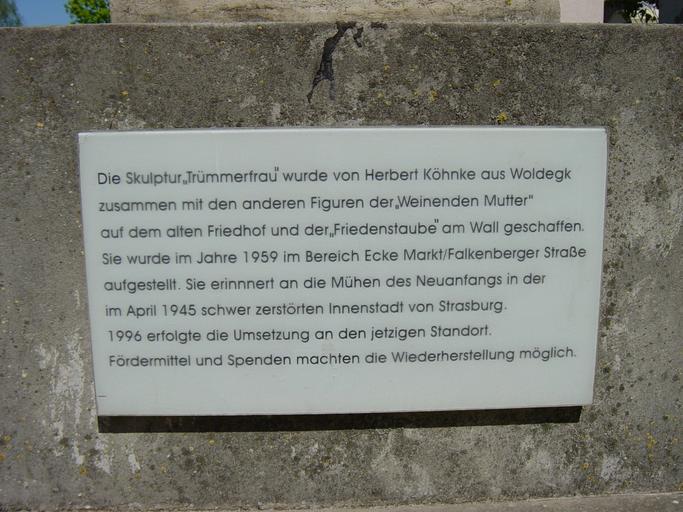 Die Skulptur„Trümmerfrau“wurde von Herbert Köhnke aus Woldegk
zusammen mit den anderen Figuren der„Weinenden Mutter“
auf dem alten Friedhof und der„Friedenstaube“am Wall geschaffen.
Sie wurde im Jahre 1959 im Bereich Ecke Markt/Falkenberger Straße
aufgestellt. Sie erinnnert an die Mühen des Neuanfangs in der
im April 1945 schwer zerstörten Innenstadt von Strasburg.
1996 erfolgte die Umsetzung an den jetzigen Standort.
Fördermittel und Spenden machten die Wiederherstellung möglich.